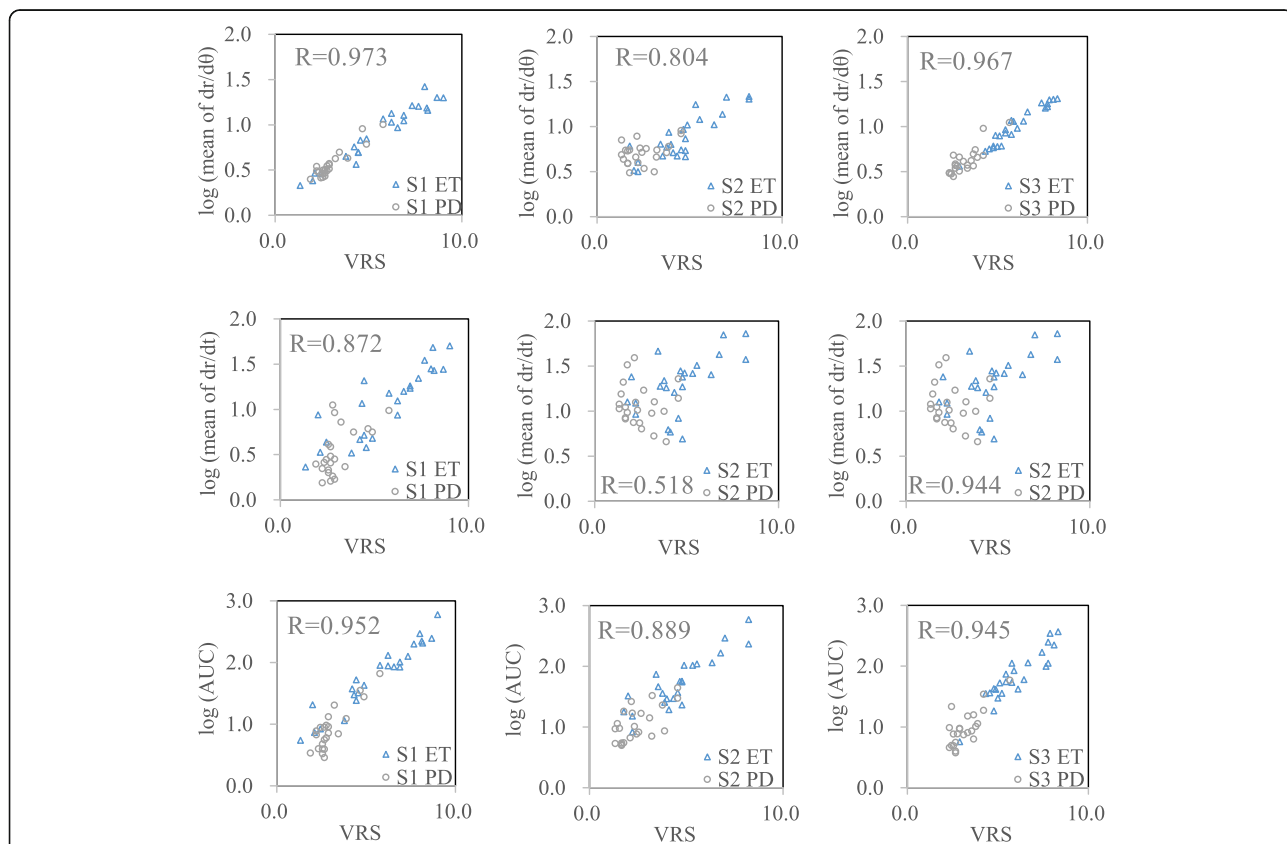 2.0
1.5
1.0
0.5
0.0
log (mean of dr/dθ)
R=0.973
S1 ET
S1 PD
0.0 10.0
VRS
2.0
1.5
1.0
0.5
0.0
log (mean of dr/dθ)
R=0.804
S2 ET
S2 PD
0.0 10.0
VRS
2.0
1.5
1.0
0.5
0.0
log (mean of dr/dθ)
R=0.967
S3 ET
S3 PD
0.0 10.0
VRS
2.0
1.5
1.0
0.5
0.0
log (mean of dr/dt)
R=0.872
S1 ET
S1 PD
0.0 10.0
VRS
2.0
1.5
1.0
0.5
0.0
log (mean of dr/dt)
S2 ET
R=0.518
S2 PD
0.0 10.0
VRS
2.0
1.5
1.0
0.5
0.0
log (mean of dr/dt)
S2 ET
R=0.944
S2 PD
0.0 10.0
VRS
3.0
2.0
1.0
0.0
log (AUC)
R=0.952
S1 ET
S1 PD
0.0 10.0
VRS
3.0
2.0
1.0
0.0
log (AUC)
R=0.889
S2 ET
S2 PD
0.0 10.0
VRS
3.0
2.0
1.0
0.0
log (AUC)
R=0.945
S3 ET
S3 PD
0.0 10.0
VRS